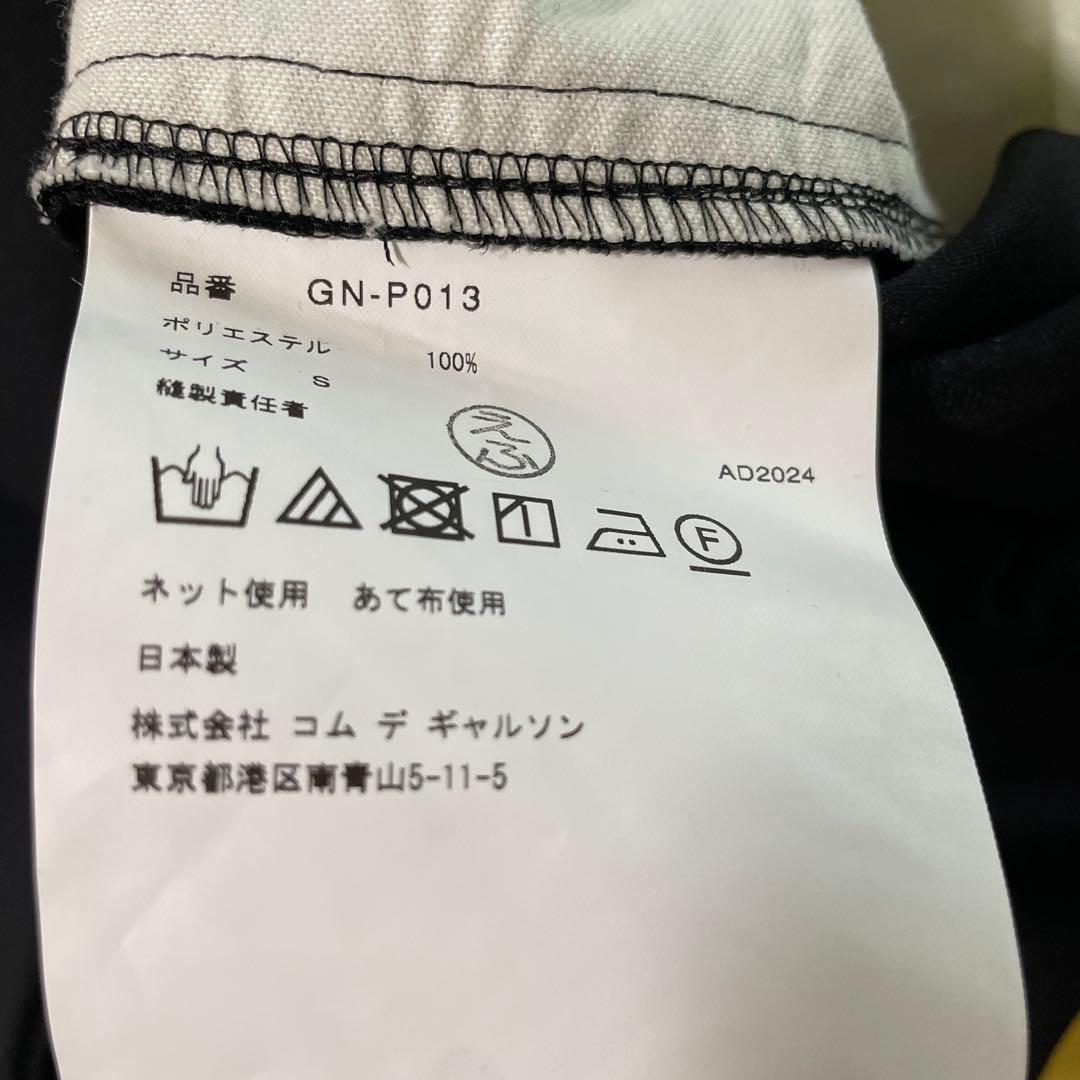 品番 GN-P013
ポリエステル 100%
サイズ S
縫製責任者
えふ
AD2024
F
ネット使用 あて布使用
日本製
株式会社 コム デ ギャルソン
東京都港区南青山5-11-5